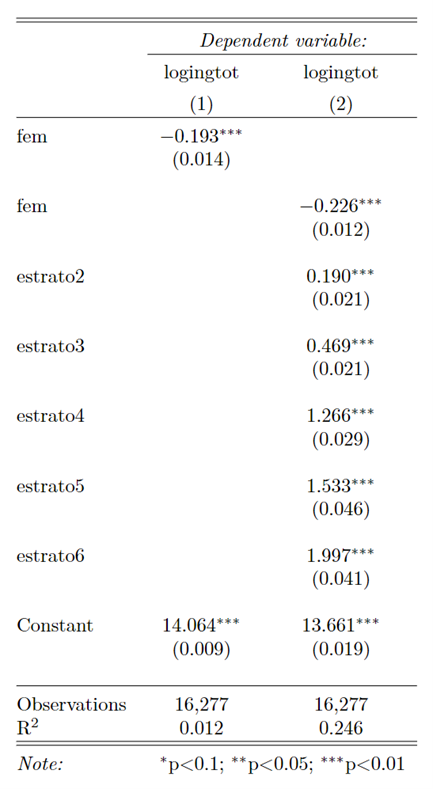 Dependent variable:
logingtot logingtot
(1) (2)
fem −0.193***
(0.014)
fem −0.226***
(0.012)
estrato2 0.190***
(0.021)
estrato3 0.469***
(0.021)
estrato4 1.266***
(0.029)
estrato5 1.533***
(0.046)
estrato6 1.997***
(0.041)
Constant 14.064*** 13.661***
(0.009) (0.019)
Observations 16,277 16,277
R² 0.012 0.246
Note: *p<0.1; **p<0.05; ***p<0.01